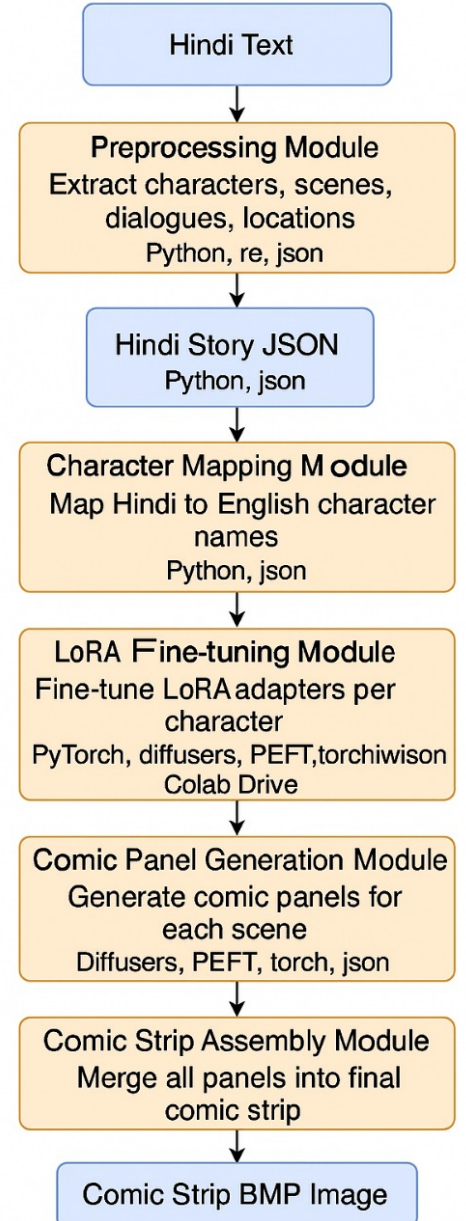 Hindi Text
Preprocessing Module
Extract characters, scenes,
dialogues, locations
Python, re, json
Hindi Story JSON
Python, json
Character Mapping Module
Map Hindi to English character
names
Python, json
LoRA Fine-tuning Module
Fine-tune LoRA adapters per
character
PyTorch, diffusers, PEFT,torchiwison
Colab Drive
Comic Panel Generation Module
Generate comic panels for
each scene
Diffusers, PEFT, torch, json
Comic Strip Assembly Module
Merge all panels into final
comic strip
Comic Strip BMP Image